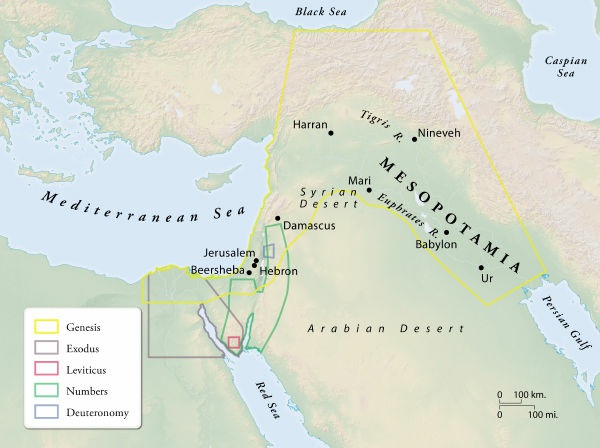 Black Sea
Caspian
Sea
Harran
Tigris R.
Nineveh
MESOPOTAMIA
Mari
Syrian
Desert
Euphrates R.
Mediterranean Sea
Damascus
Babylon
Jerusalem
Beersheba
Hebron
Ur
Persian Gulf
Arabian Desert
Red Sea
Genesis
Exodus
Leviticus
Numbers
Deuteronomy
0 100 km.
0 100 mi.